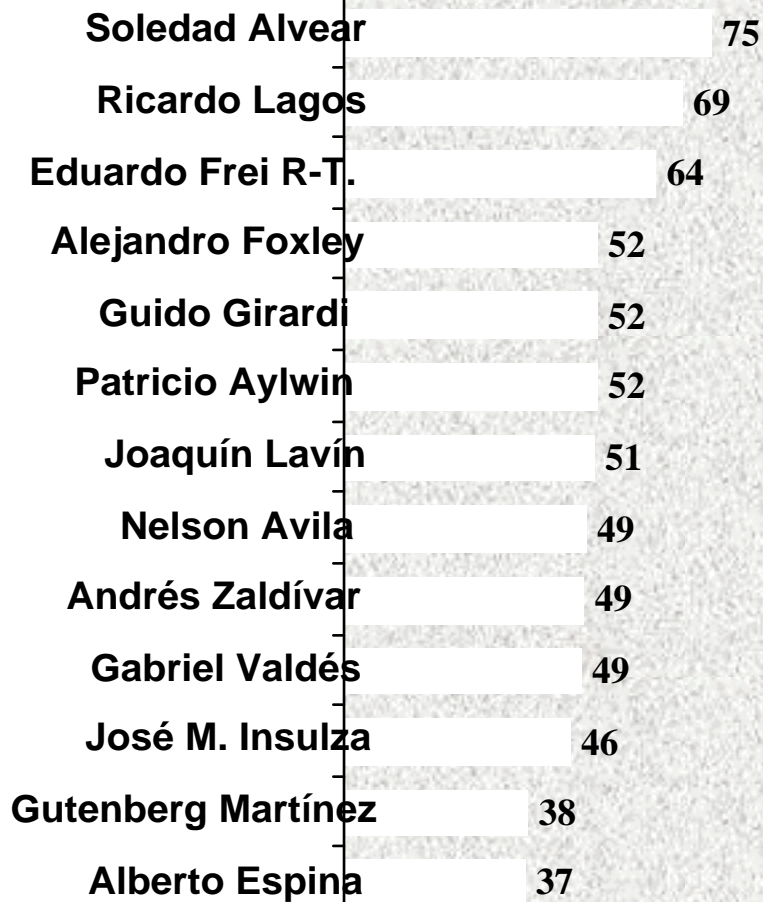 Soledad Alvear 75
Ricardo Lagos 69
Eduardo Frei R-T. 64
Alejandro Foxley 52
Guido Girardi 52
Patricio Aylwin 52
Joaquín Lavín 51
Nelson Avila 49
Andrés Zaldívar 49
Gabriel Valdés 49
José M. Insulza 46
Gutenberg Martínez 38
Alberto Espina 37